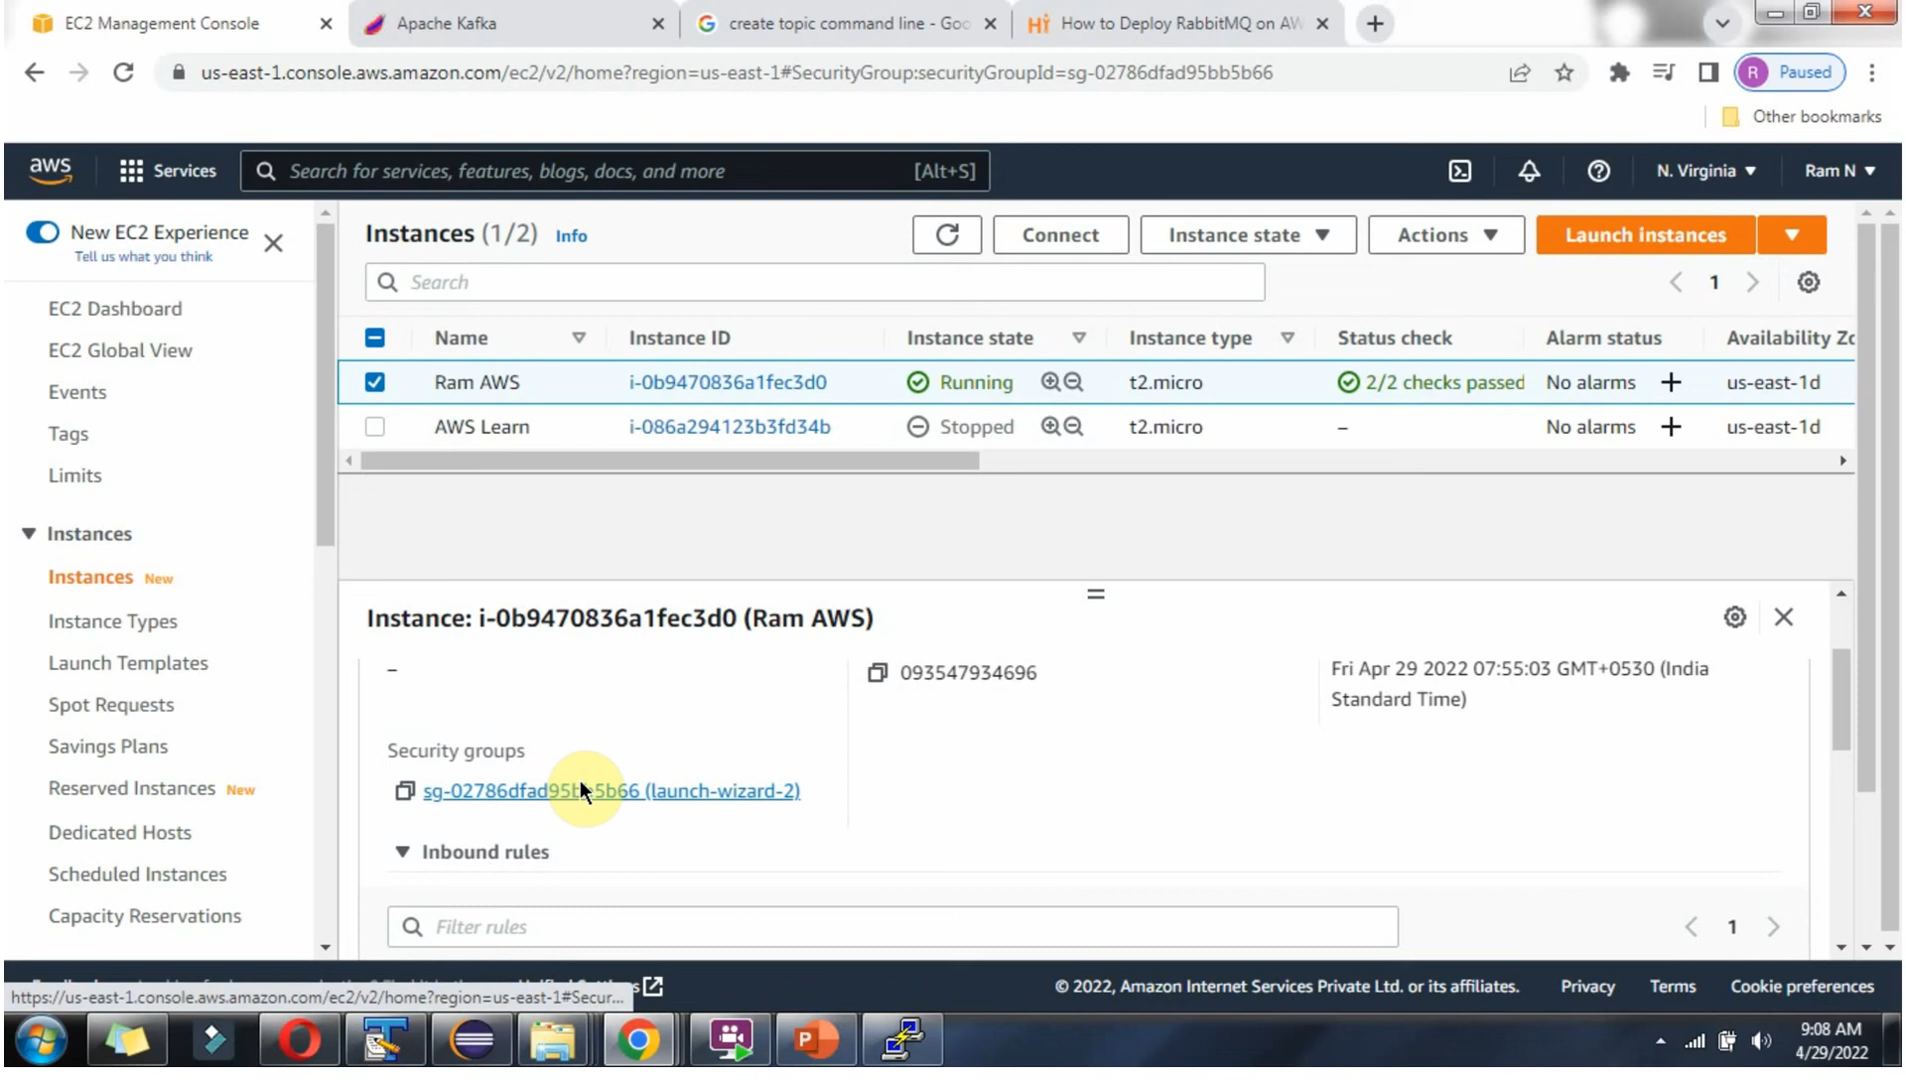 EC2 Management Console
Apache Kafka
create topic command line - Goo
How to Deploy RabbitMQ on AW
us-east-1.console.aws.amazon.com/ec2/v2/home?region=us-east-1#SecurityGroup:securityGroupId=sg-02786dfad95bb5b66
R Paused
Other bookmarks
aws
Services
Search for services, features, blogs, docs, and more [Alt+S]
N. Virginia
Ram N
New EC2 Experience
Tell us what you think
EC2 Dashboard
EC2 Global View
Events
Tags
Limits
Instances
Instances New
Instance Types
Launch Templates
Spot Requests
Savings Plans
Reserved Instances New
Dedicated Hosts
Scheduled Instances
Capacity Reservations
Instances (1/2) Info
Connect
Instance state
Actions
Launch instances
Search
1
Name Instance ID Instance state Instance type Status check Alarm status Availability Zo
Ram AWS i-0b9470836a1fec3d0 Running t2.micro 2/2 checks passed No alarms + us-east-1d
AWS Learn i-086a294123b3fd34b Stopped t2.micro – No alarms + us-east-1d
Instance: i-0b9470836a1fec3d0 (Ram AWS)
–
093547934696
Fri Apr 29 2022 07:55:03 GMT+0530 (India
Standard Time)
Security groups
sg-02786dfad95bb5b66 (launch-wizard-2)
Inbound rules
Filter rules
1
© 2022, Amazon Internet Services Private Ltd. or its affiliates.
Privacy
Terms
Cookie preferences
https://us-east-1.console.aws.amazon.com/ec2/v2/home?region=us-east-1#Secur...
9:08 AM
4/29/2022